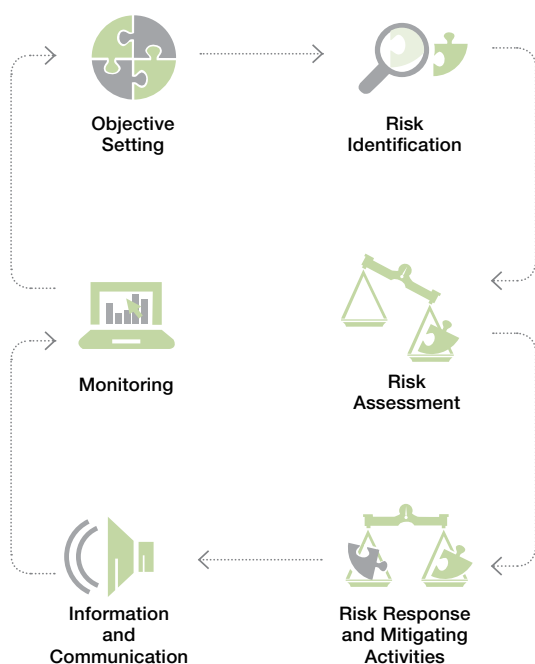 Objective
Setting
Risk
Identification
Monitoring
Risk
Assessment
Information
and
Communication
Risk Response
and Mitigating
Activities